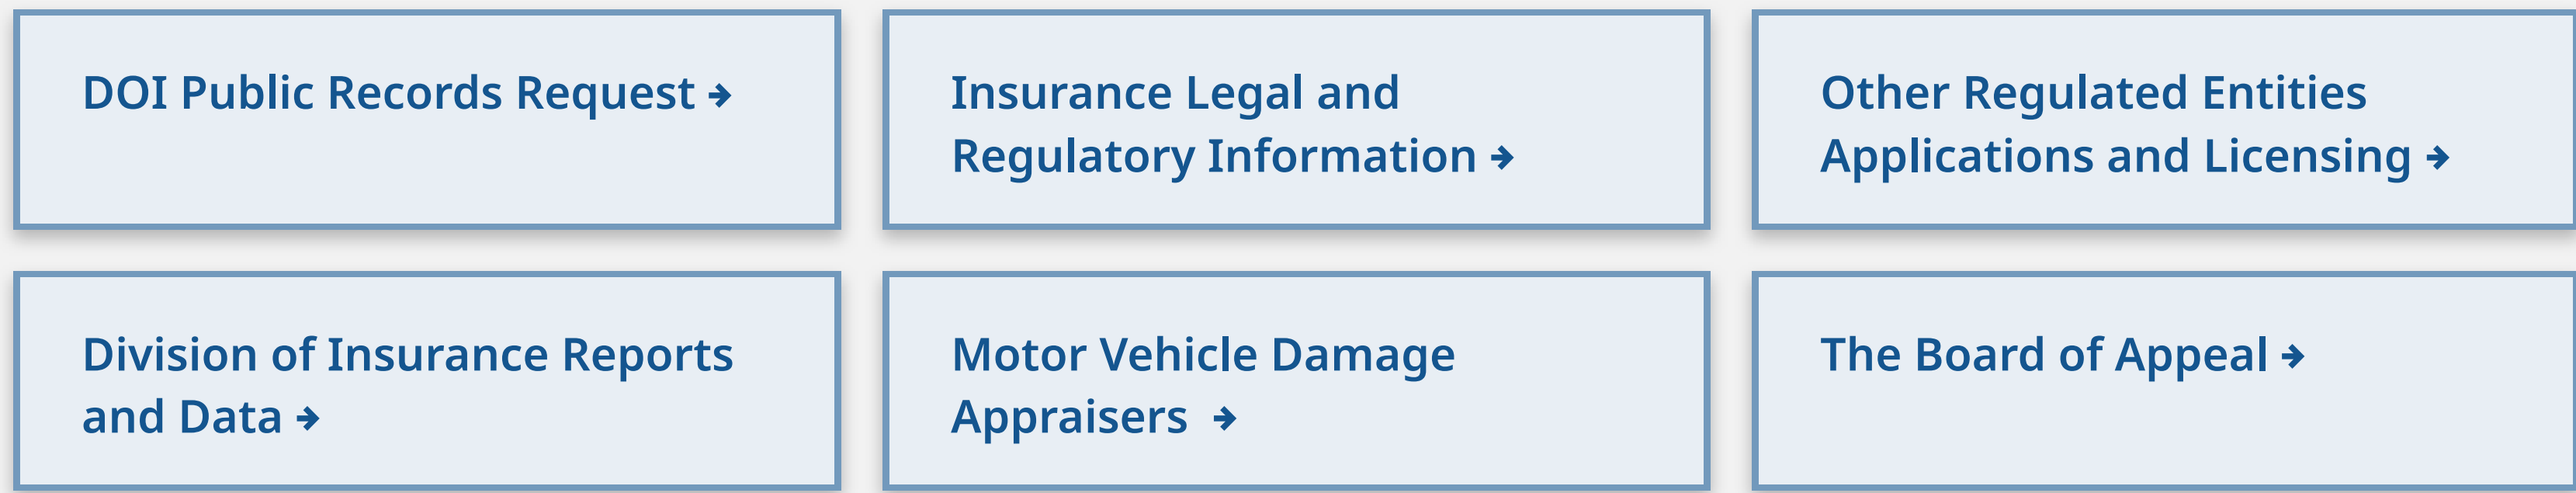 DOI Public Records Request →
Insurance Legal and
Regulatory Information →
Other Regulated Entities
Applications and Licensing →
Division of Insurance Reports
and Data →
Motor Vehicle Damage
Appraisers →
The Board of Appeal →